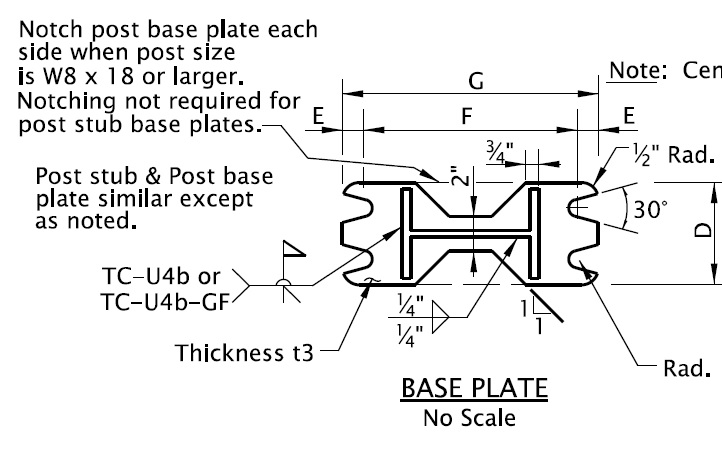 Notch post base plate each
side when post size
is W8 x 18 or larger.
Notching not required for
post stub base plates.
Note: Cen
G
E
F
E
3/4"
2"
1/2" Rad.
Post stub & Post base
plate similar except
as noted.
30°
D
TC-U4b or
TC-U4b-GF
1/4"
1/4"
1
1
Thickness t3
Rad.
BASE PLATE
No Scale